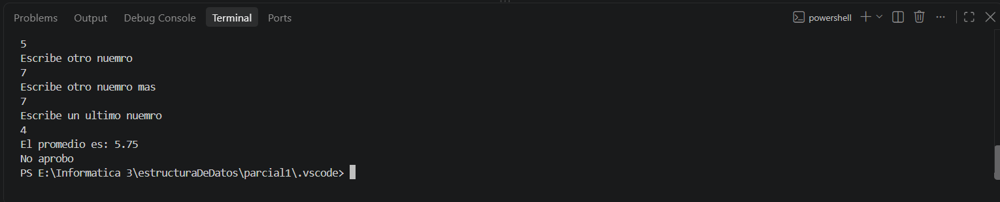 Problems Output Debug Console Terminal Ports powershell
5
Escribe otro nuemro
7
Escribe otro nuemro mas
7
Escribe un ultimo nuemro
4
El promedio es: 5.75
No aprobo
PS E:\Informatica 3\estructuraDeDatos\parcial1\.vscode>